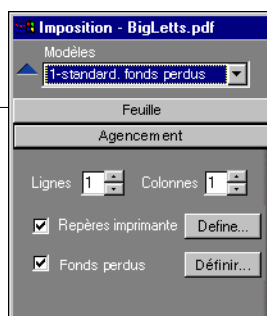 Imposition - BigLetts.pdf
Modèles
1-standard. fonds perdus
Feuille
Agencement
Lignes 1 Colonnes 1
Repères imprimante Define...
Fonds perdus Définir...